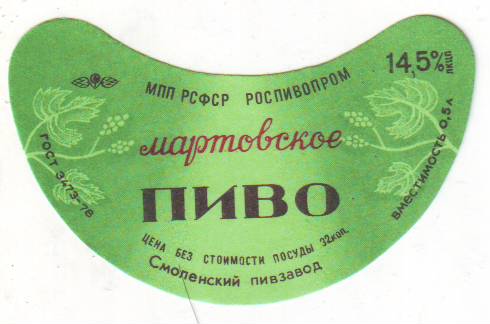 МПП РСФСР РОСПИВОПРОМ
14,5% лкцп
мартовское
ПИВО
ГОСТ 3473-78
вместимость 0,5 л
ЦЕНА БЕЗ СТОИМОСТИ ПОСУДЫ 32коп.
Смоленский пивзавод